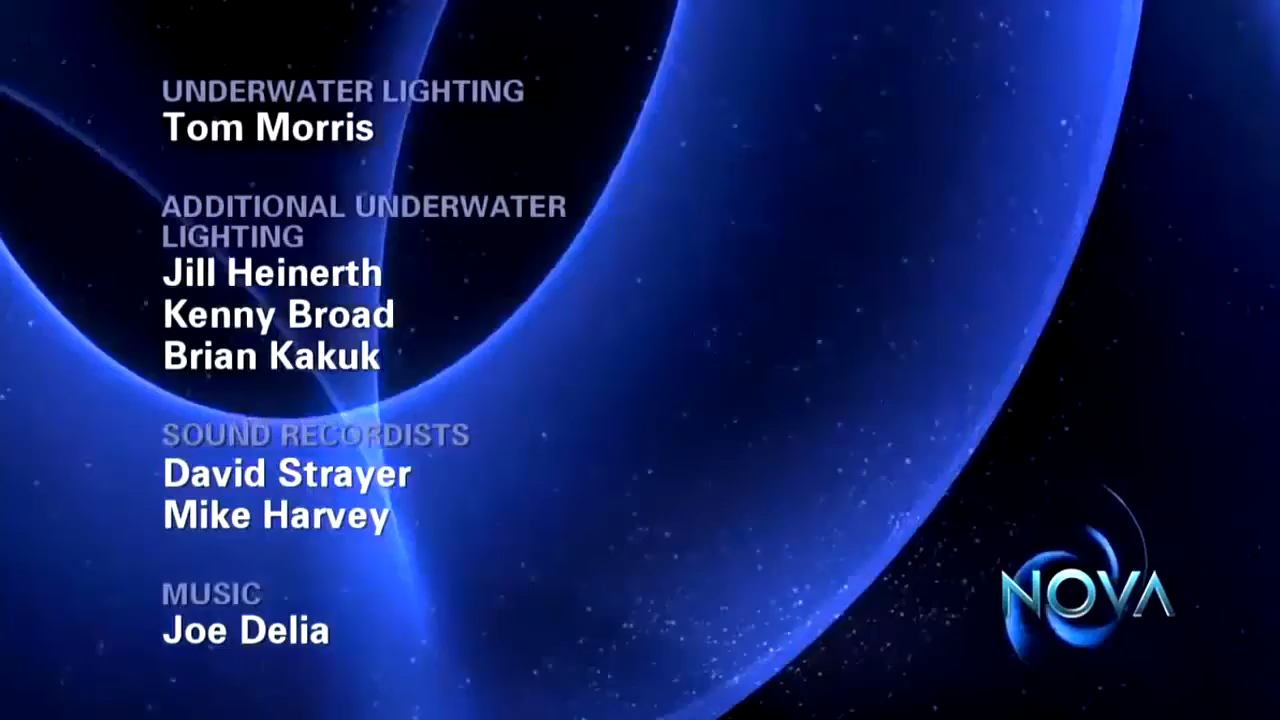 UNDERWATER LIGHTING
Tom Morris
ADDITIONAL UNDERWATER
LIGHTING
Jill Heinerth
Kenny Broad
Brian Kakuk
SOUND RECORDISTS
David Strayer
Mike Harvey
MUSIC
Joe Delia
NOVA